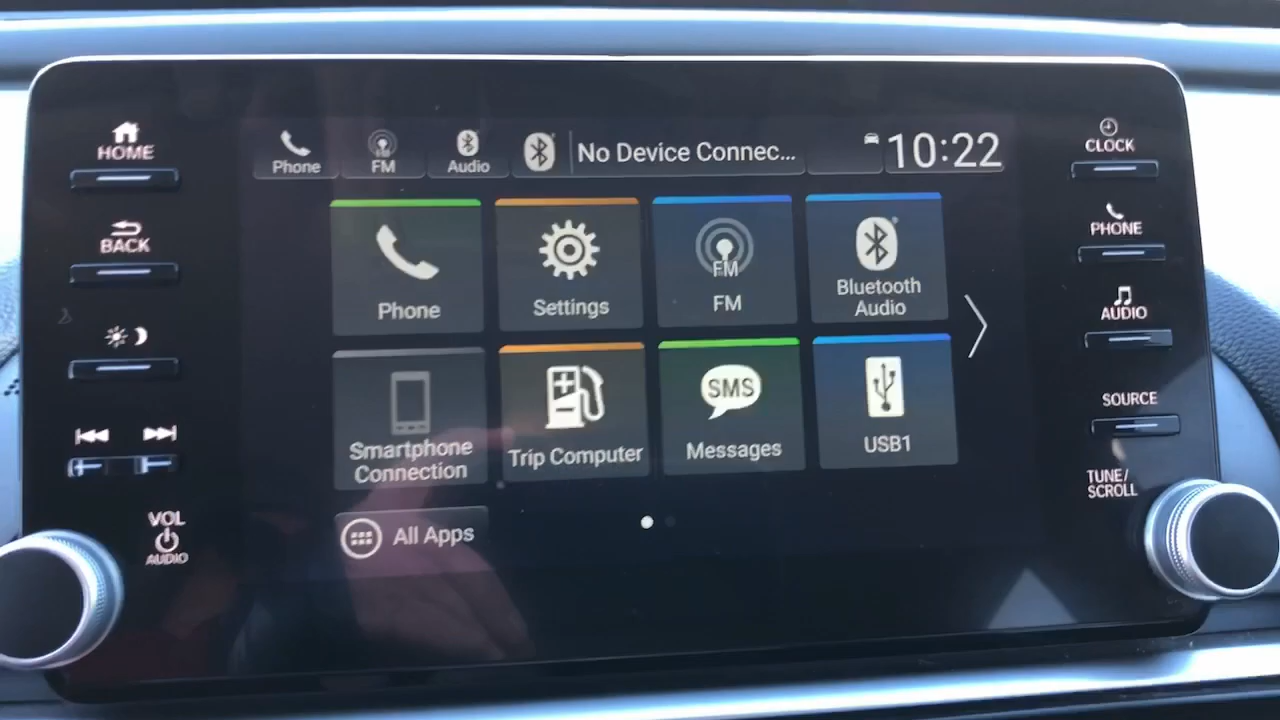 HOME
BACK
VOL
AUDIO
Phone
FM
Audio
No Device Connec...
10:22
Phone
Settings
FM
FM
Bluetooth
Audio
Smartphone
Connection
Trip Computer
SMS
Messages
USB1
All Apps
CLOCK
PHONE
AUDIO
SOURCE
TUNE/
SCROLL